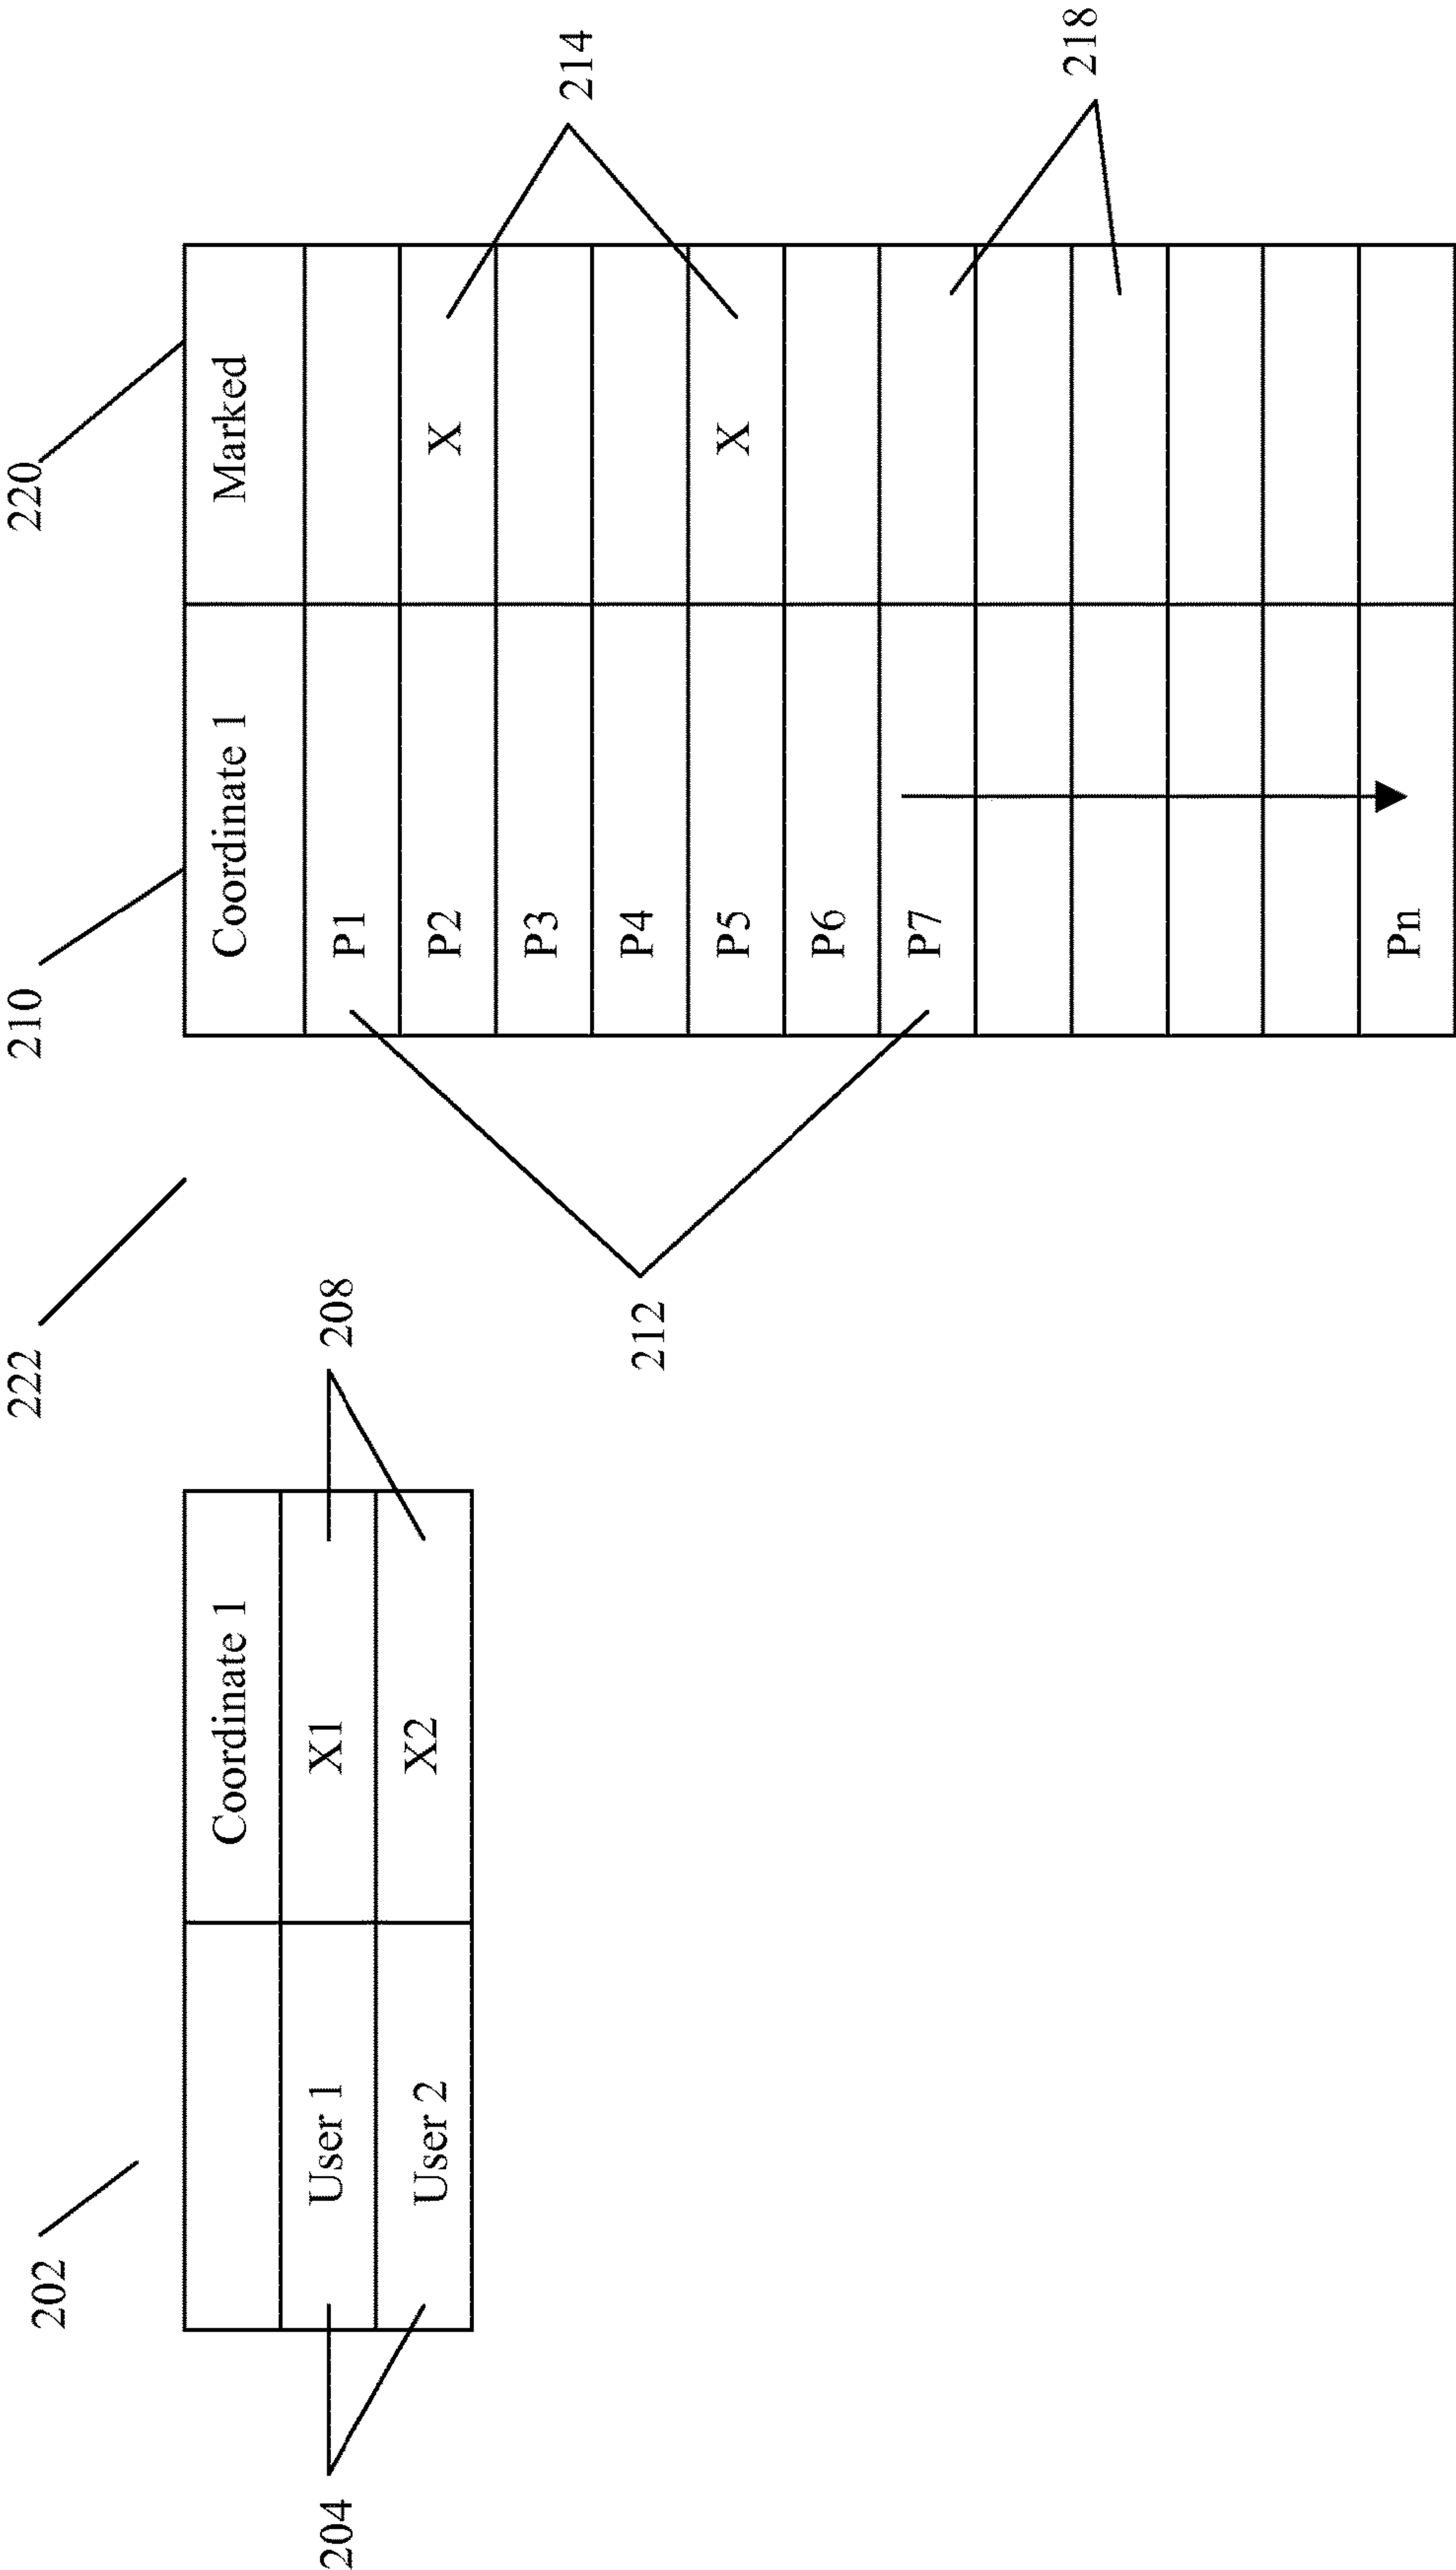 202
222
210
220
Coordinate 1
User 1 X1
User 2 X2
204
208
Coordinate 1 Marked
P1
P2 X
P3
P4
P5 X
P6
P7
Pn
212
214
218